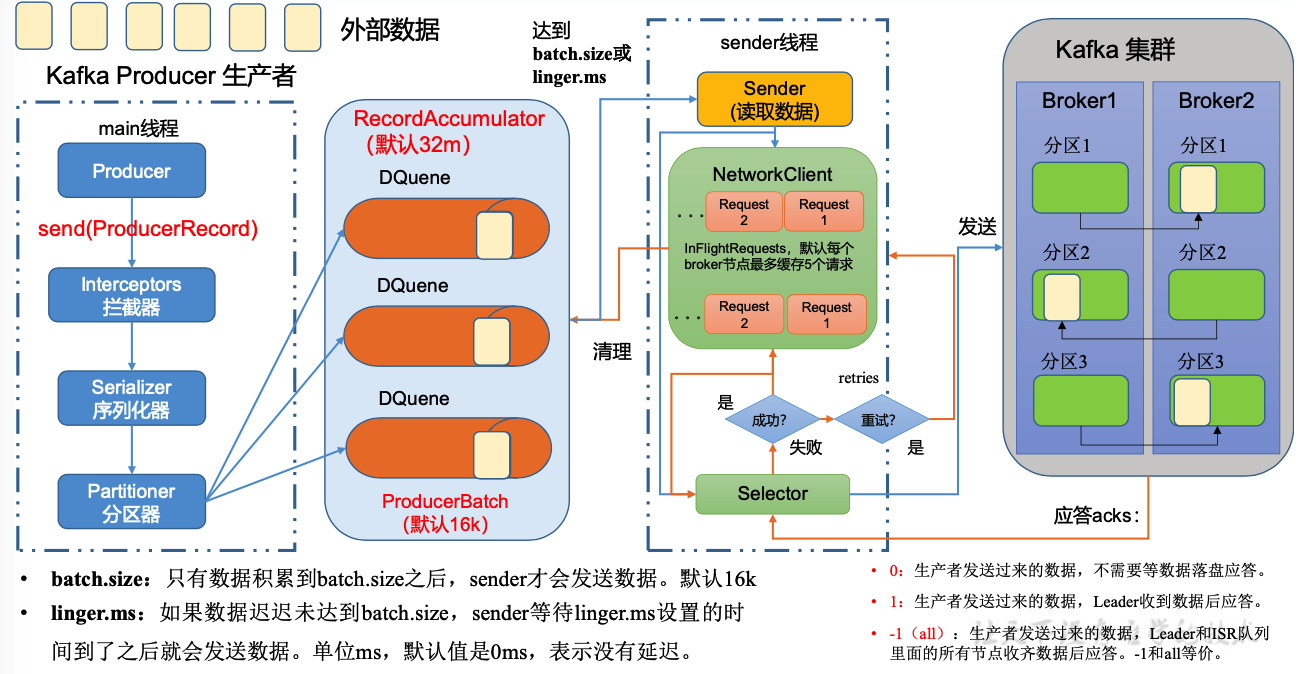 外部数据
Kafka Producer 生产者
main线程
Producer
send(ProducerRecord)
Interceptors
拦截器
Serializer
序列化器
Partitioner
分区器
RecordAccumulator
(默认32m)
DQuene
DQuene
DQuene
ProducerBatch
(默认16k)
达到
batch.size或
linger.ms
清理
sender线程
Sender
(读取数据)
NetworkClient
...
Request
2
Request
1
InFlightRequests，默认每个
broker节点最多缓存5个请求
...
Request
2
Request
1
retries
是
成功?
重试?
失败
是
Selector
发送
Kafka 集群
Broker1
Broker2
分区1
分区1
分区2
分区2
分区3
分区3
应答acks：
• batch.size：只有数据积累到batch.size之后，sender才会发送数据。默认16k
• linger.ms：如果数据迟迟未达到batch.size，sender等待linger.ms设置的时
间到了之后就会发送数据。单位ms，默认值是0ms，表示没有延迟。
• 0：生产者发送过来的数据，不需要等数据落盘应答。
• 1：生产者发送过来的数据，Leader收到数据后应答。
• -1（all）：生产者发送过来的数据，Leader和ISR队列
里面的所有节点收齐数据后应答。-1和all等价。